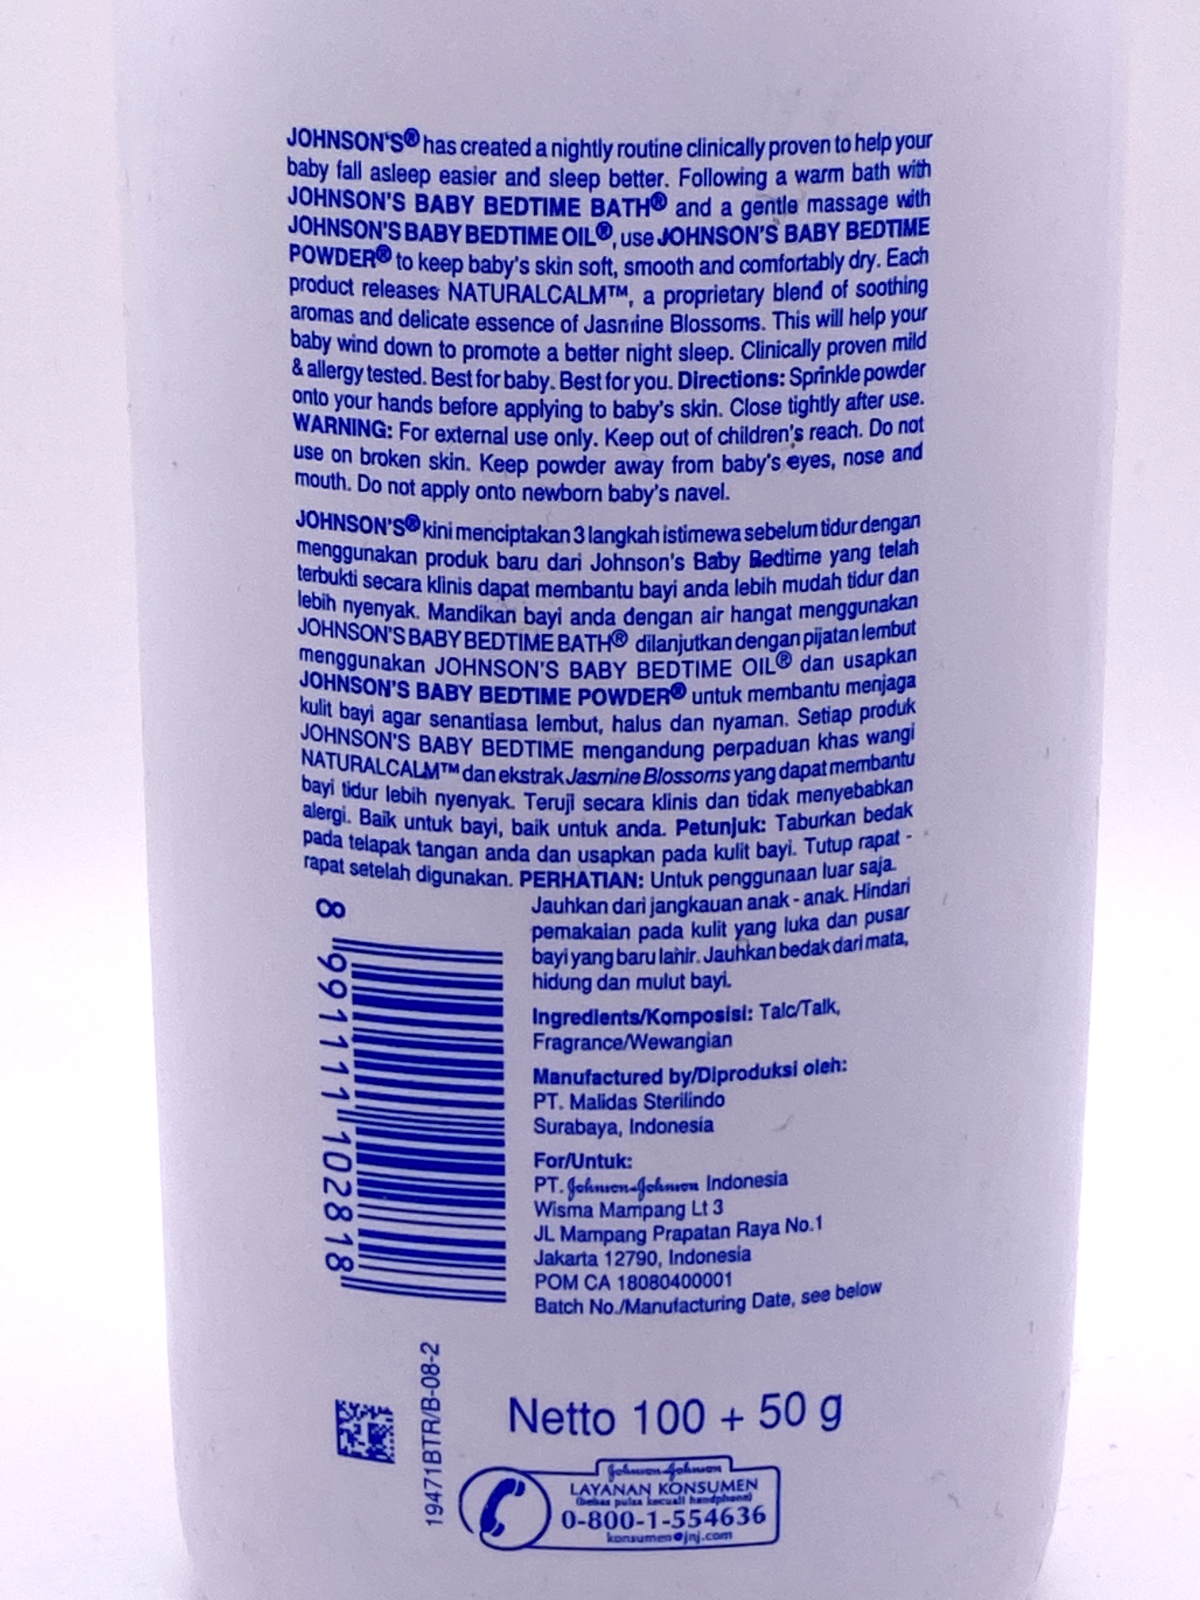 JOHNSON'S® has created a nightly routine clinically proven to help your
baby fall asleep easier and sleep better. Following a warm bath with
JOHNSON'S BABY BEDTIME BATH® and a gentle massage with
JOHNSON'S BABY BEDTIME OIL®, use JOHNSON'S BABY BEDTIME
POWDER® to keep baby's skin soft, smooth and comfortably dry. Each
product releases NATURALCALM™, a proprietary blend of soothing
aromas and delicate essence of Jasmine Blossoms. This will help your
baby wind down to promote a better night sleep. Clinically proven mild
& allergy tested. Best for baby. Best for you. Directions: Sprinkle powder
onto your hands before applying to baby's skin. Close tightly after use.
WARNING: For external use only. Keep out of children's reach. Do not
use on broken skin. Keep powder away from baby's eyes, nose and
mouth. Do not apply onto newborn baby's navel.
JOHNSON'S® kini menciptakan 3 langkah istimewa sebelum tidur dengan
menggunakan produk baru dari Johnson's Baby Bedtime yang telah
terbukti secara klinis dapat membantu bayi anda lebih mudah tidur dan
lebih nyenyak. Mandikan bayi anda dengan air hangat menggunakan
JOHNSON'S BABY BEDTIME BATH® dilanjutkan dengan pijatan lembut
menggunakan JOHNSON'S BABY BEDTIME OIL® dan usapkan
JOHNSON'S BABY BEDTIME POWDER® untuk membantu menjaga
kulit bayi agar senantiasa lembut, halus dan nyaman. Setiap produk
JOHNSON'S BABY BEDTIME mengandung perpaduan khas wangi
NATURALCALM™ dan ekstrak Jasmine Blossoms yang dapat membantu
bayi tidur lebih nyenyak. Teruji secara klinis dan tidak menyebabkan
alergi. Baik untuk bayi, baik untuk anda. Petunjuk: Taburkan bedak
pada telapak tangan anda dan usapkan pada kulit bayi. Tutup rapat -
rapat setelah digunakan. PERHATIAN: Untuk penggunaan luar saja.
Jauhkan dari jangkauan anak - anak. Hindari
pemakaian pada kulit yang luka dan pusar
bayi yang baru lahir. Jauhkan bedak dari mata,
hidung dan mulut bayi.
Ingredients/Komposisi: Talc/Talk,
Fragrance/Wewangian
Manufactured by/Diproduksi oleh:
PT. Malidas Sterilindo
Surabaya, Indonesia
For/Untuk:
PT. Johnson & Johnson Indonesia
Wisma Mampang Lt 3
JL Mampang Prapatan Raya No.1
Jakarta 12790, Indonesia
POM CA 18080400001
Batch No./Manufacturing Date, see below
8 991111 102818
19471BTR/B-08-2
Netto 100 + 50 g
Johnson & Johnson
LAYANAN KONSUMEN
(bebas pulsa kecuali handphone)
0-800-1-554636
konsumen@jnj.com